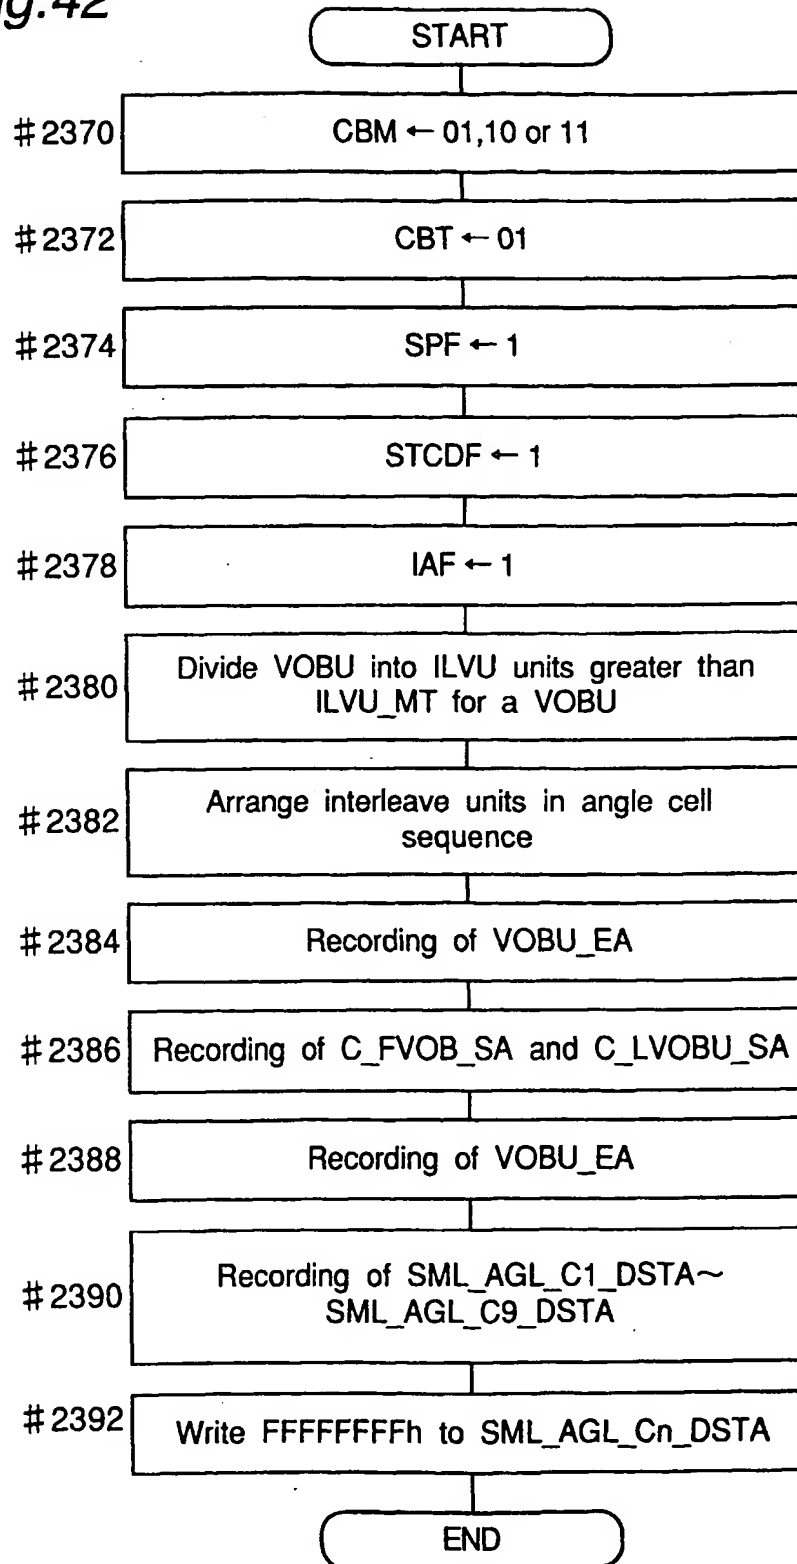 g.42
START
#2370
CBM ← 01,10 or 11
#2372
CBT ← 01
#2374
SPF ← 1
#2376
STCDF ← 1
#2378
IAF ← 1
#2380
Divide VOBU into ILVU units greater than
ILVU_MT for a VOBU
#2382
Arrange interleave units in angle cell
sequence
#2384
Recording of VOBU_EA
#2386
Recording of C_FVOB_SA and C_LVOBU_SA
#2388
Recording of VOBU_EA
#2390
Recording of SML_AGL_C1_DSTA~
SML_AGL_C9_DSTA
#2392
Write FFFFFFFFh to SML_AGL_Cn_DSTA
END